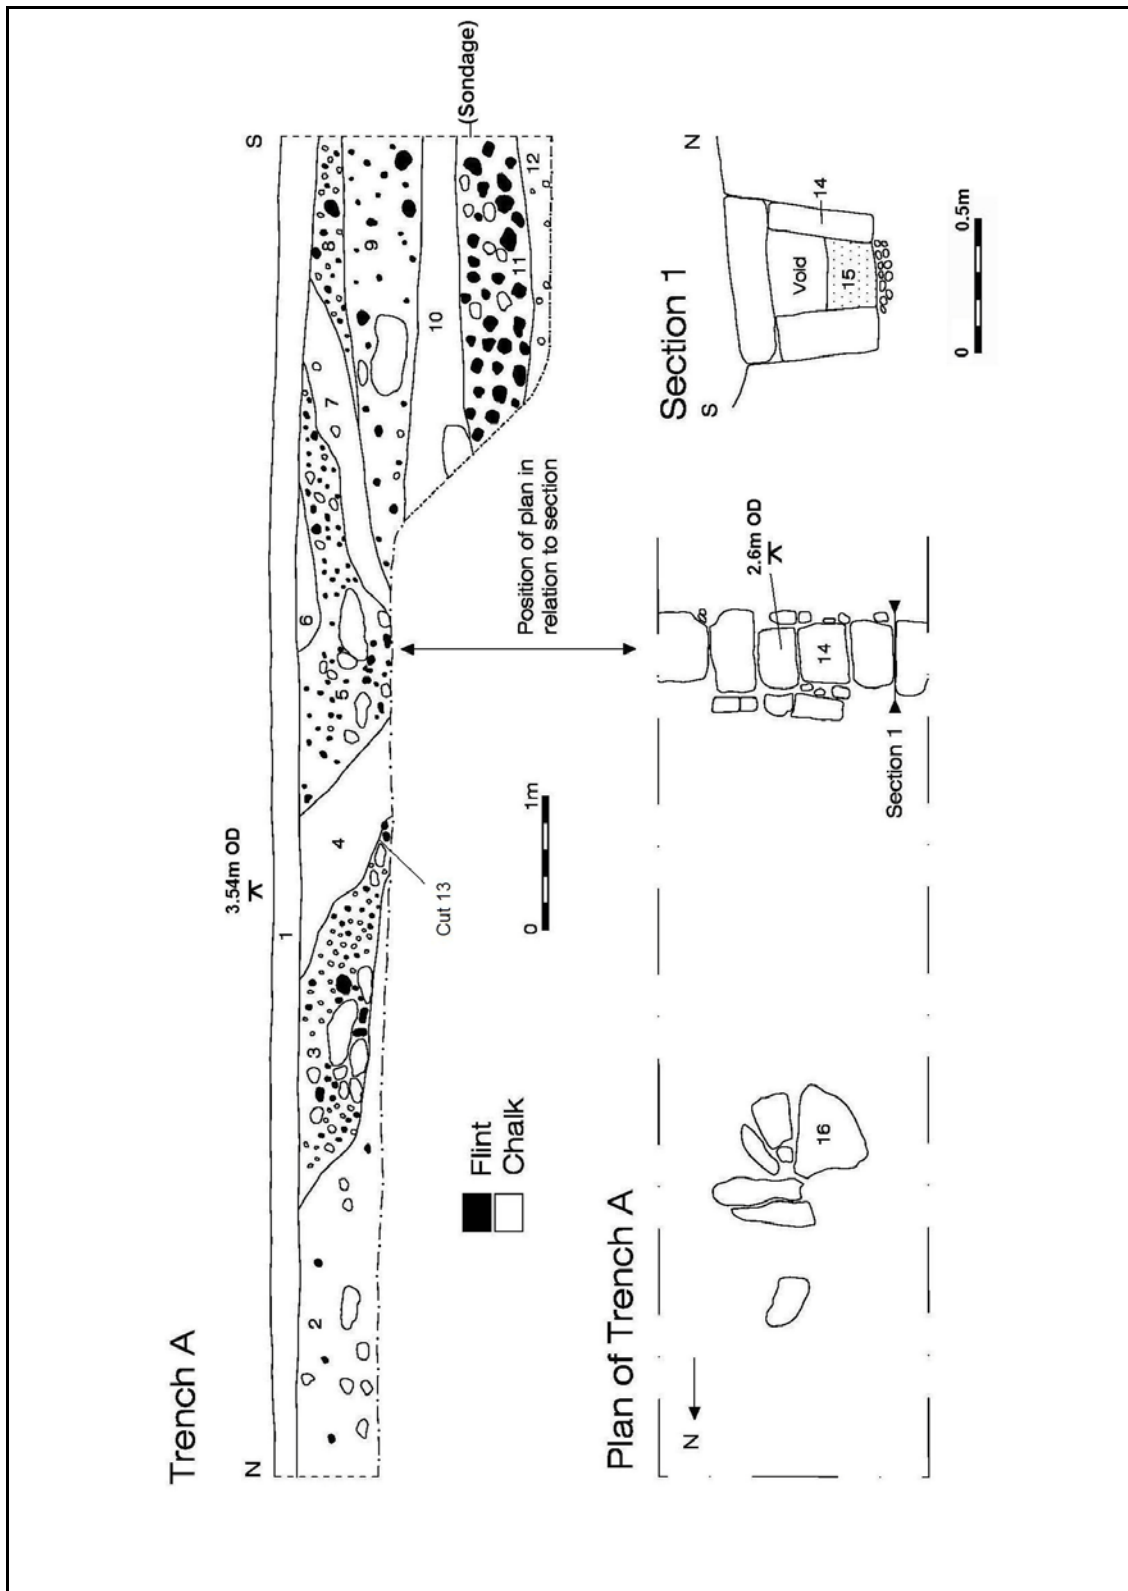 Trench A
N
S
3.54m OD
1
2
3
4
5
6
7
8
9
10
11
12
(Sondage)
Cut 13
0
1m
Flint
Chalk
Position of plan in
relation to section
Plan of Trench A
N
16
14
2.6m OD
Section 1
Section 1
S
N
Void
14
15
0
0.5m